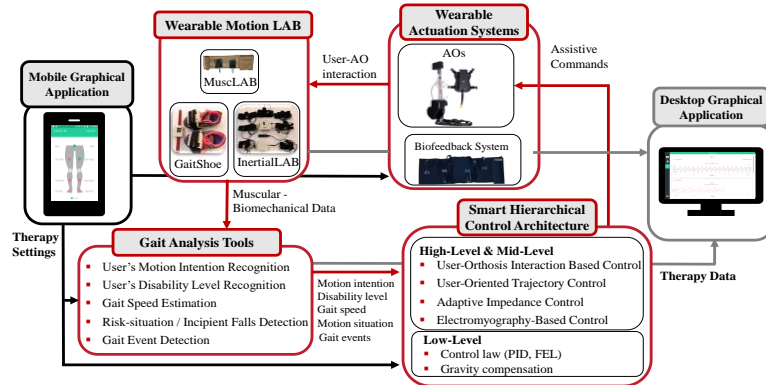 Wearable Motion LAB
MuscLAB
GaitShoe
InertialLAB
Wearable
Actuation Systems
AOs
Biofeedback System
User-AO
interaction
Assistive
Commands
Mobile Graphical
Application
Desktop Graphical
Application
Muscular -
Biomechanical Data
Therapy
Settings
Gait Analysis Tools
User's Motion Intention Recognition
User's Disability Level Recognition
Gait Speed Estimation
Risk-situation / Incipient Falls Detection
Gait Event Detection
Motion intention
Disability level
Gait speed
Motion situation
Gait events
Smart Hierarchical
Control Architecture
High-Level & Mid-Level
User-Orthosis Interaction Based Control
User-Oriented Trajectory Control
Adaptive Impedance Control
Electromyography-Based Control
Low-Level
Control law (PID, FEL)
Gravity compensation
Therapy Data